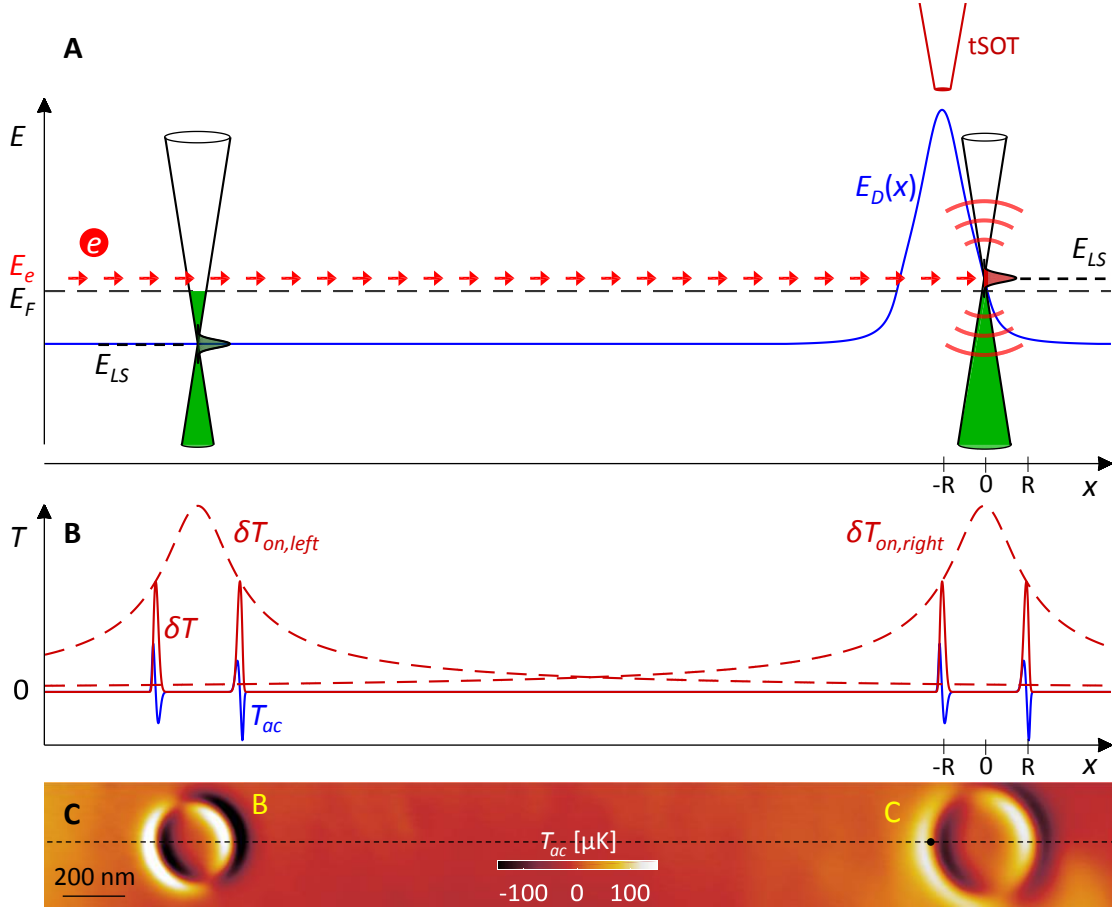 A
tSOT
E
E_D(x)
e
E_e
E_LS
E_F
E_LS
-R 0 R x
T B δT_on,left δT_on,right
δT
0
T_ac
-R 0 R x
C B C
T_ac [µK]
200 nm
-100 0 100